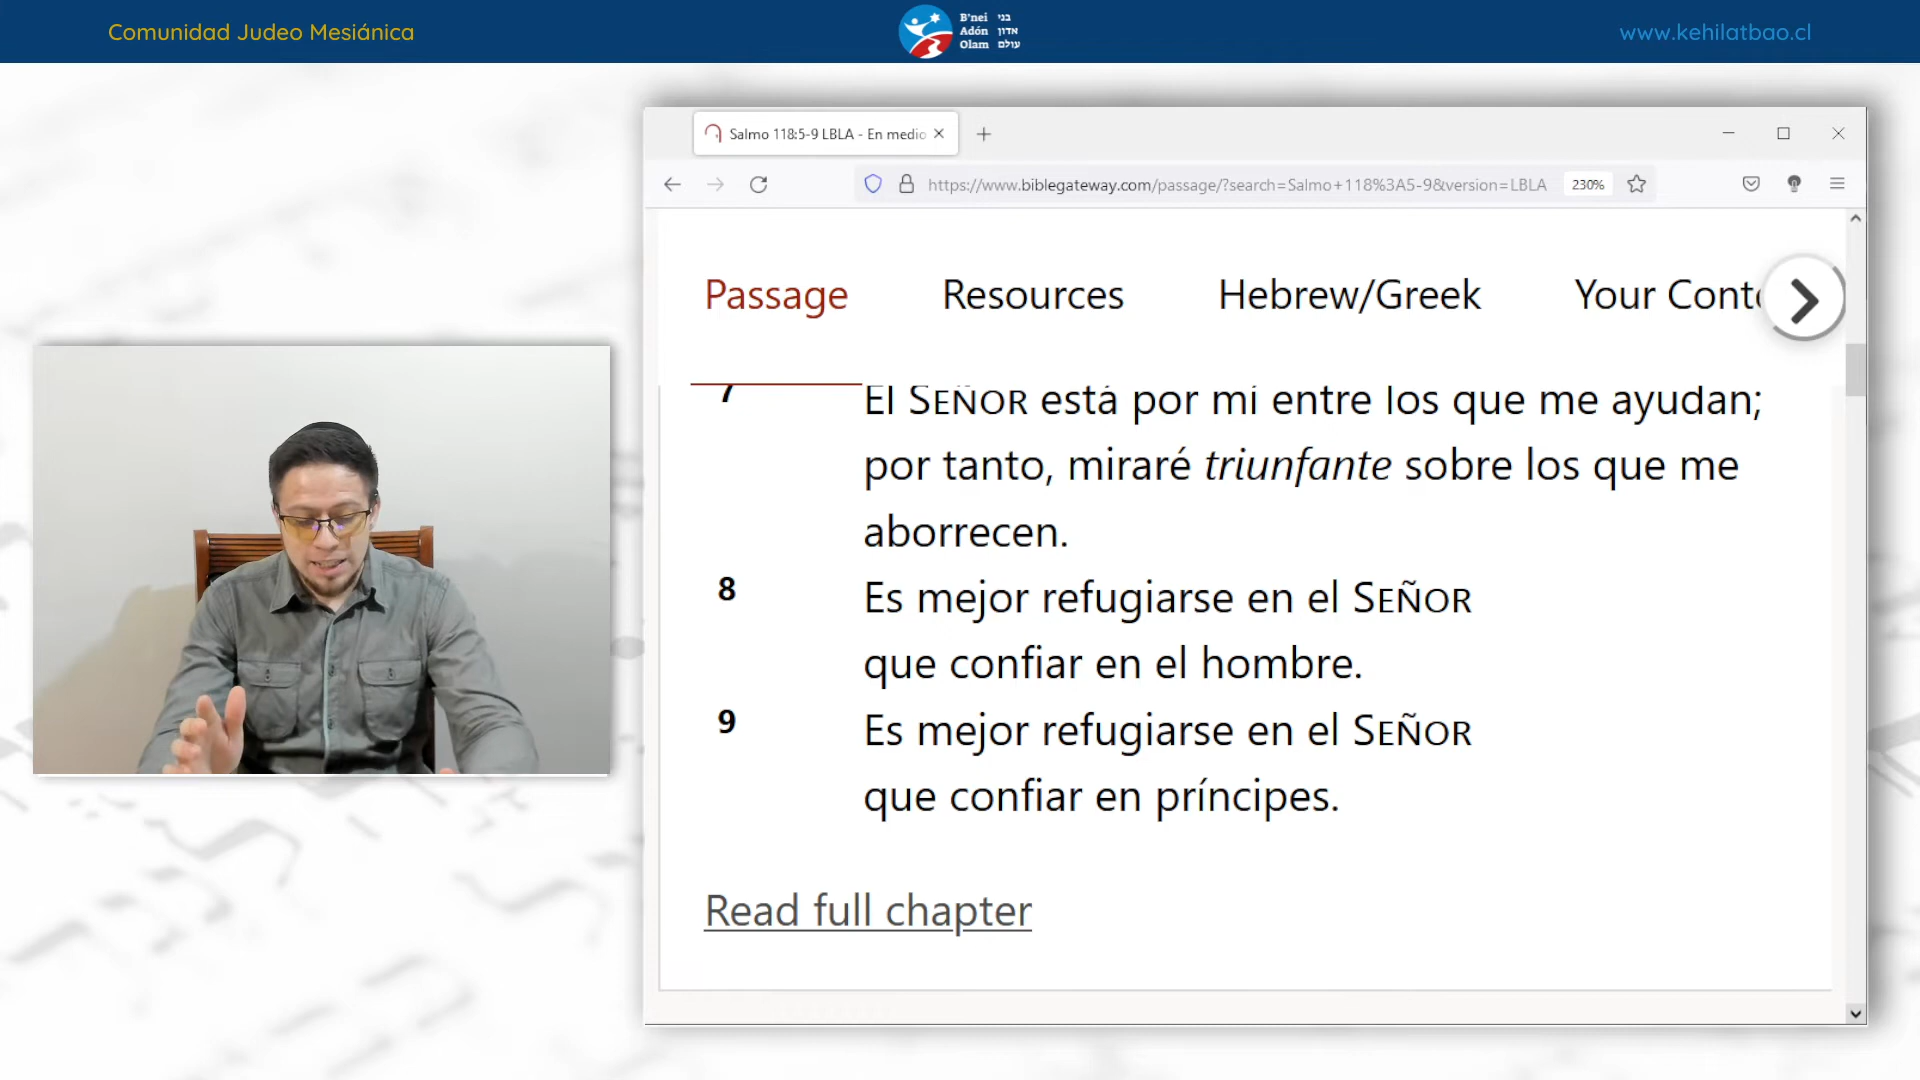 Comunidad Judeo Mesiánica
B'nei בני
Adón אדון
Olam עולם
www.kehilatbao.cl
Salmo 118:5-9 LBLA - En medio
https://www.biblegateway.com/passage/?search=Salmo+118%3A5-9&version=LBLA
230%
Passage
Resources
Hebrew/Greek
Your Conte
7 El SEÑOR está por mí entre los que me ayudan;
por tanto, miraré triunfante sobre los que me
aborrecen.
8 Es mejor refugiarse en el SEÑOR
que confiar en el hombre.
9 Es mejor refugiarse en el SEÑOR
que confiar en príncipes.
Read full chapter